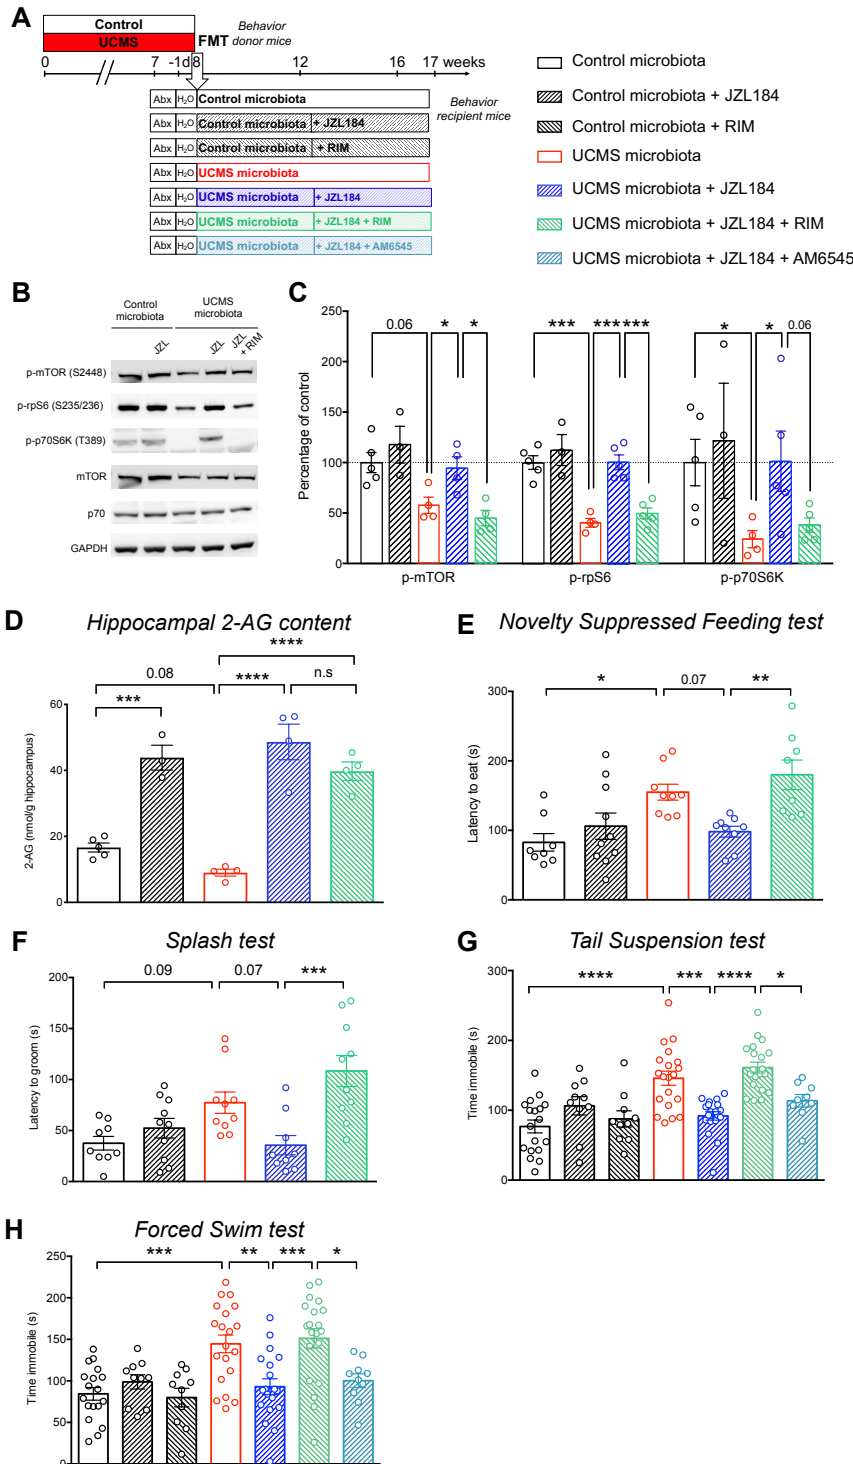 A
Control
UCMS
FMT
Behavior
donor mice
0 7 -1d 8 12 16 17 weeks
Abx H₂O Control microbiota
Behavior
recipient mice
Abx H₂O Control microbiota + JZL184
Abx H₂O Control microbiota + RIM
Abx H₂O UCMS microbiota
Abx H₂O UCMS microbiota + JZL184
Abx H₂O UCMS microbiota + JZL184 + RIM
Abx H₂O UCMS microbiota + JZL184 + AM6545
Control microbiota
Control microbiota + JZL184
Control microbiota + RIM
UCMS microbiota
UCMS microbiota + JZL184
UCMS microbiota + JZL184 + RIM
UCMS microbiota + JZL184 + AM6545
B
Control
microbiota
UCMS
microbiota
JZL JZL JZL
+ RIM
p-mTOR (S2448)
p-rpS6 (S235/236)
p-p70S6K (T389)
mTOR
p70
GAPDH
C
Percentage of control
250
200
150
100
50
0
0.06 * * *** *** *** * * 0.06
p-mTOR p-rpS6 p-p70S6K
D
Hippocampal 2-AG content
2-AG (nmol/g hippocampus)
60
40
20
0
****
0.08 **** n.s
***
E
Novelty Suppressed Feeding test
Latency to eat (s)
300
200
100
0
* 0.07 **
F
Splash test
Latency to groom (s)
200
150
100
50
0
0.09 0.07 ***
G
Tail Suspension test
Time immobile (s)
300
200
100
0
**** *** **** *
H
Forced Swim test
Time immobile (s)
250
200
150
100
50
0
*** ** *** *